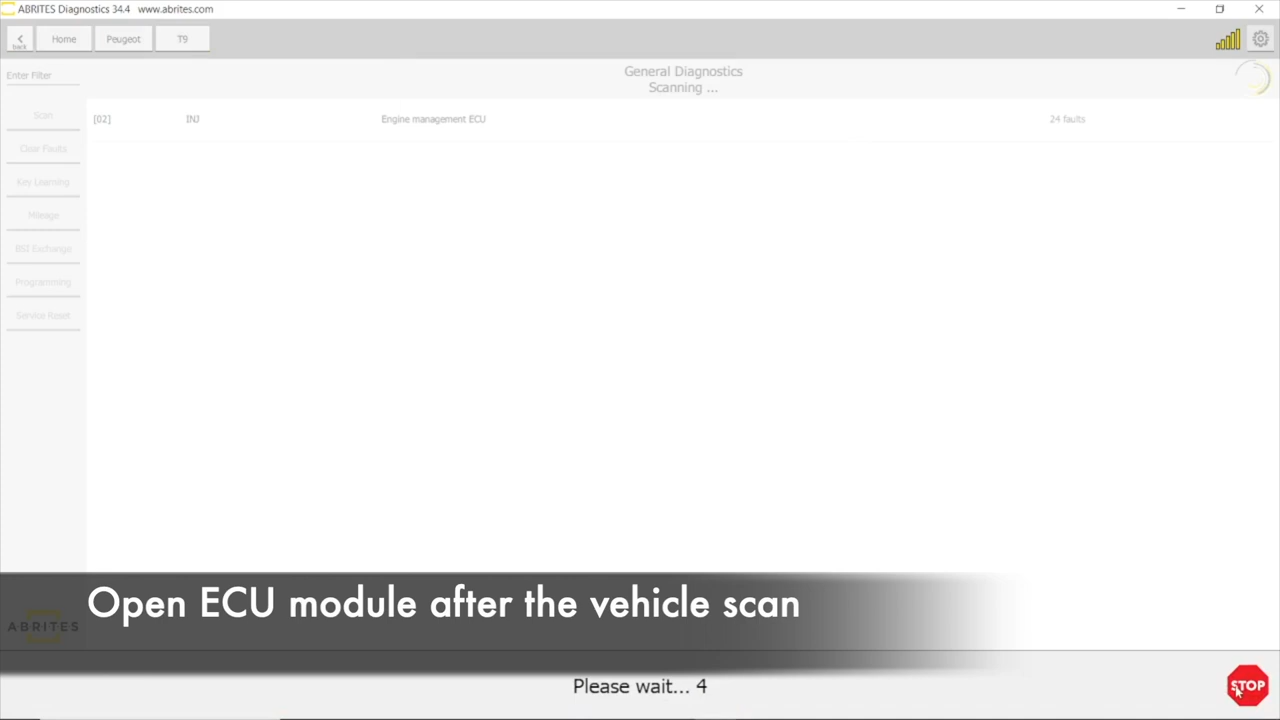 ABRITES Diagnostics 34.4 www.abrites.com
back
Home
Peugeot
T9
Enter Filter
General Diagnostics
Scanning ...
Scan
Clear Faults
Key Learning
Mileage
BSI Exchange
Programming
Service Reset
[02] INJ Engine management ECU 24 faults
Open ECU module after the vehicle scan
ABRITES
Please wait... 4
STOP